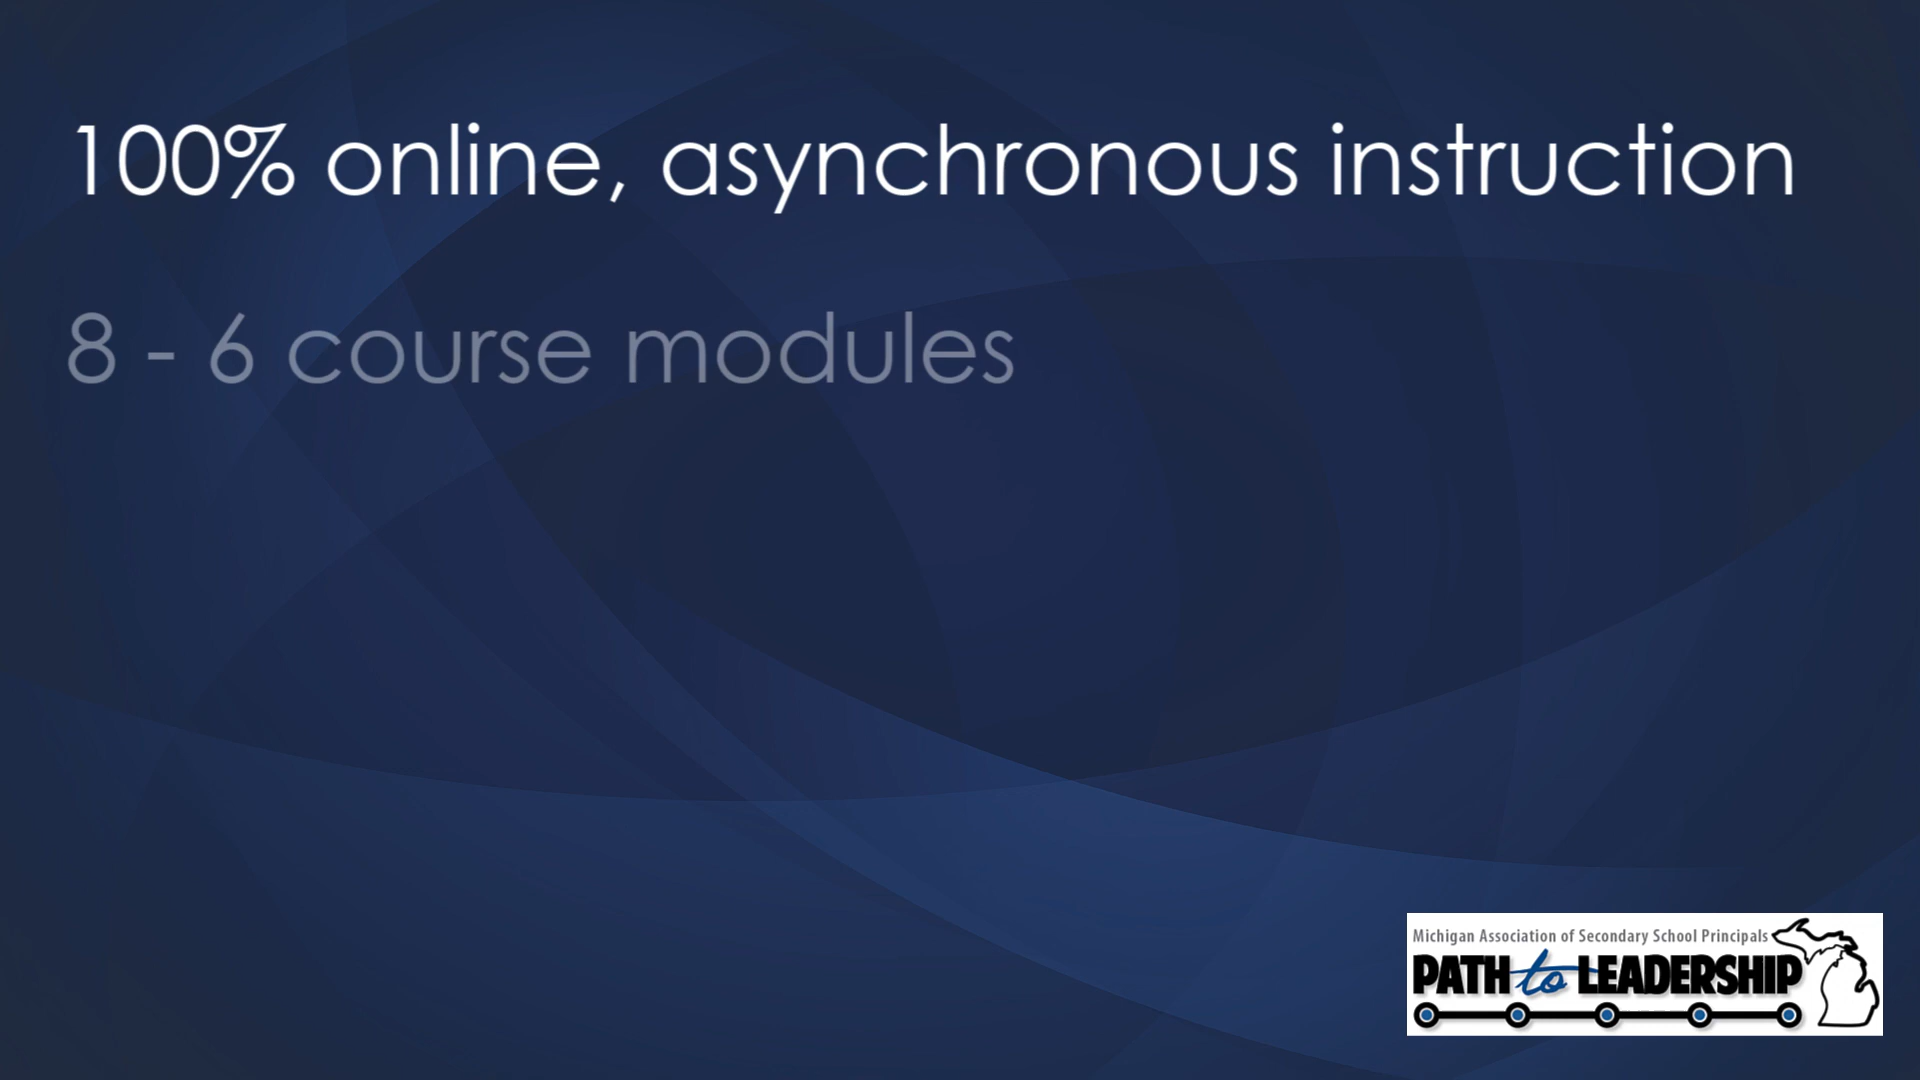 100% online, asynchronous instruction
8 - 6 course modules
Michigan Association of Secondary School Principals
PATH to LEADERSHIP